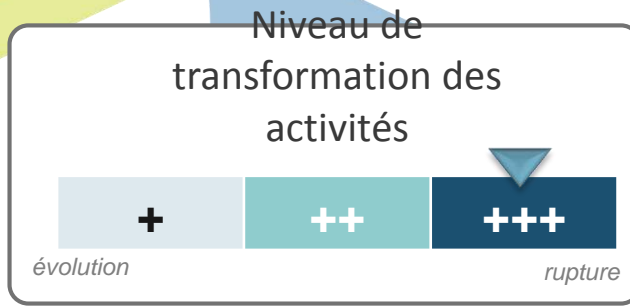 Niveau de
transformation des
activités
+ ++ +++
évolution rupture